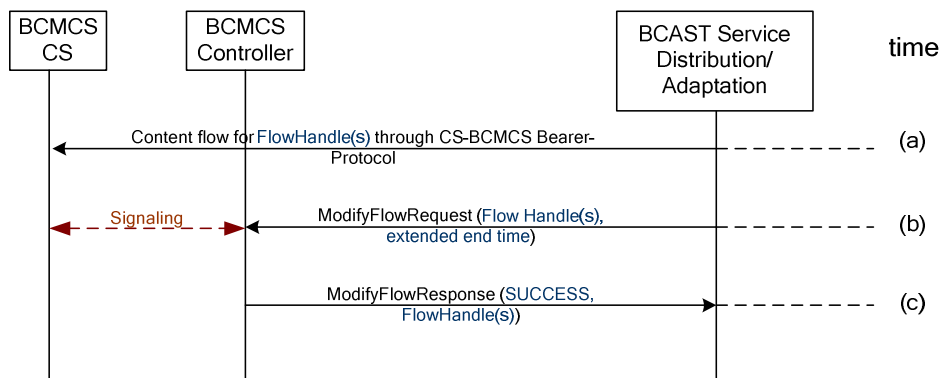 BCMCS
CS
BCMCS
Controller
BCAST Service
Distribution/
Adaptation
time
Content flow for FlowHandle(s) through CS-BCMCS Bearer-
Protocol
(a)
Signaling
ModifyFlowRequest (Flow Handle(s),
extended end time)
(b)
ModifyFlowResponse (SUCCESS,
FlowHandle(s))
(c)